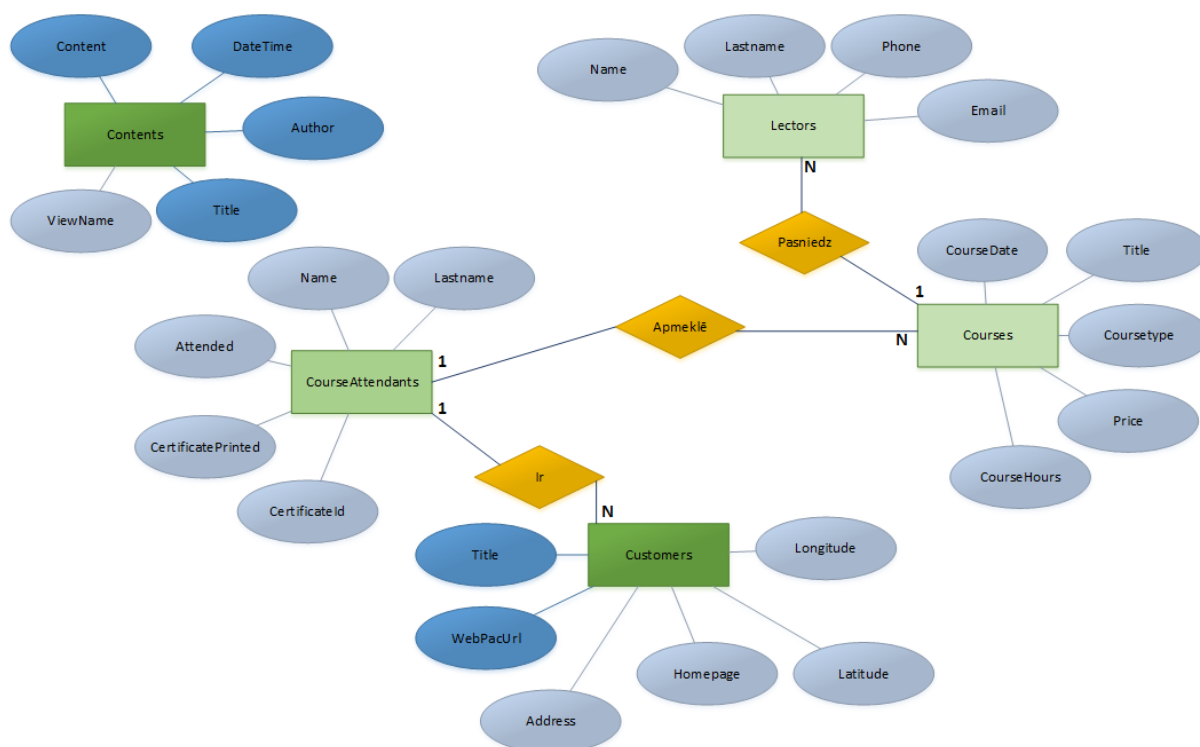 Content
DateTime
Contents
Author
ViewName
Title
Lastname
Phone
Name
Email
Lectors
N
Pasniedz
1
CourseDate
Title
Courses
Coursetype
Price
CourseHours
Apmeklē
1
N
Name
Lastname
Attended
CourseAttendants
CertificatePrinted
CertificateId
1
Ir
N
Title
Customers
Longitude
WebPacUrl
Homepage
Latitude
Address